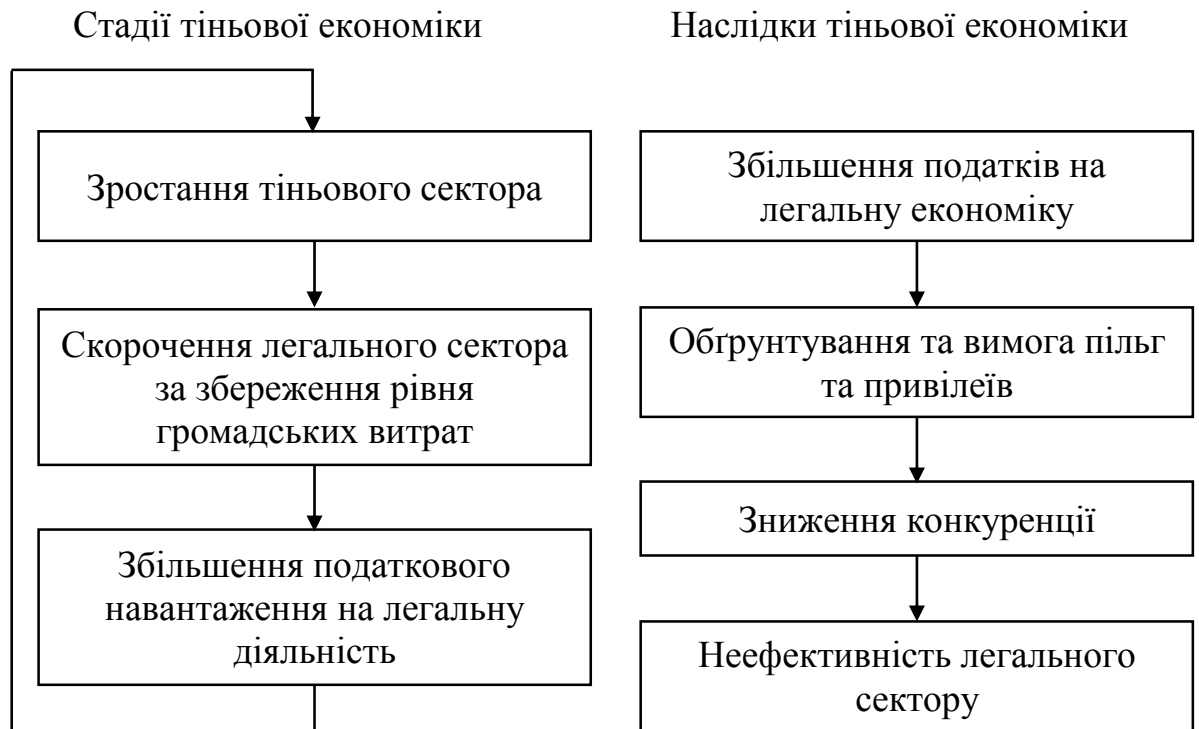 Стадії тіньової економіки
Зростання тіньового сектора
Скорочення легального сектора
за збереження рівня
громадських витрат
Збільшення податкового
навантаження на легальну
діяльність
Наслідки тіньової економіки
Збільшення податків на
легальну економіку
Обґрунтування та вимога пільг
та привілеїв
Зниження конкуренції
Неефективність легального
сектору